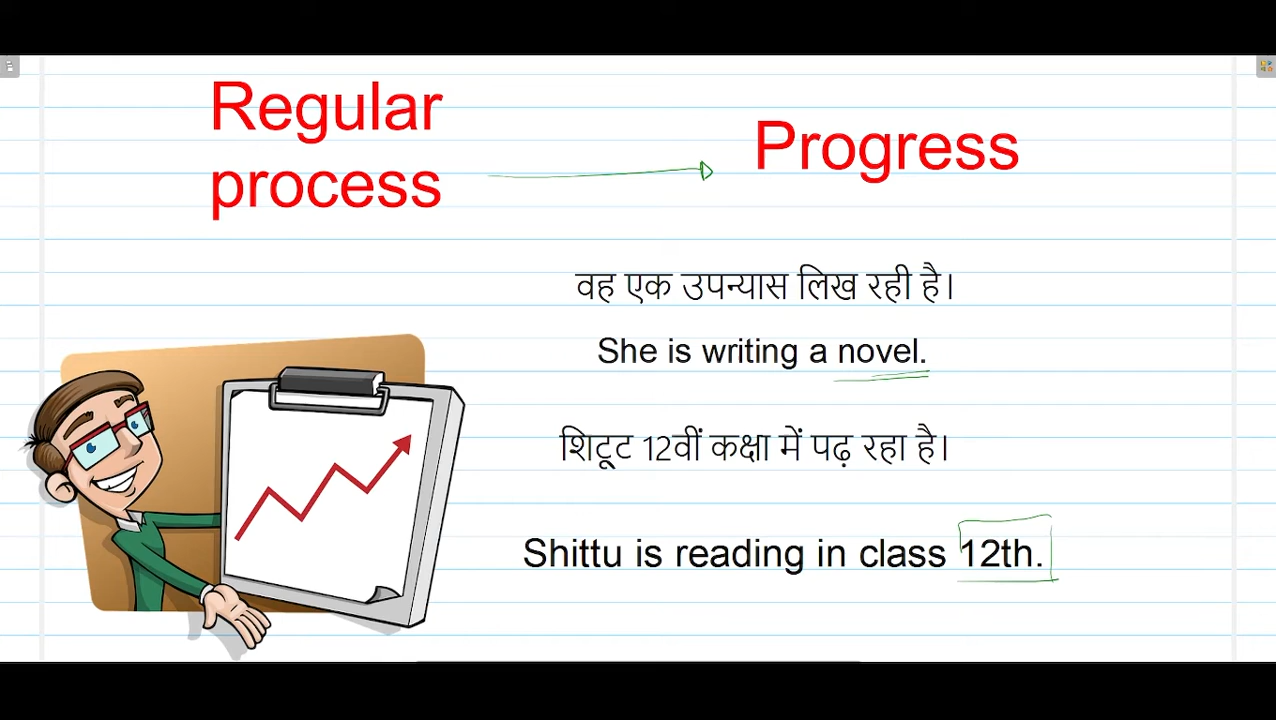 Regular
process
Progress
वह एक उपन्यास लिख रही है।
She is writing a novel.
शिटूट 12वीं कक्षा में पढ़ रहा है।
Shittu is reading in class 12th.